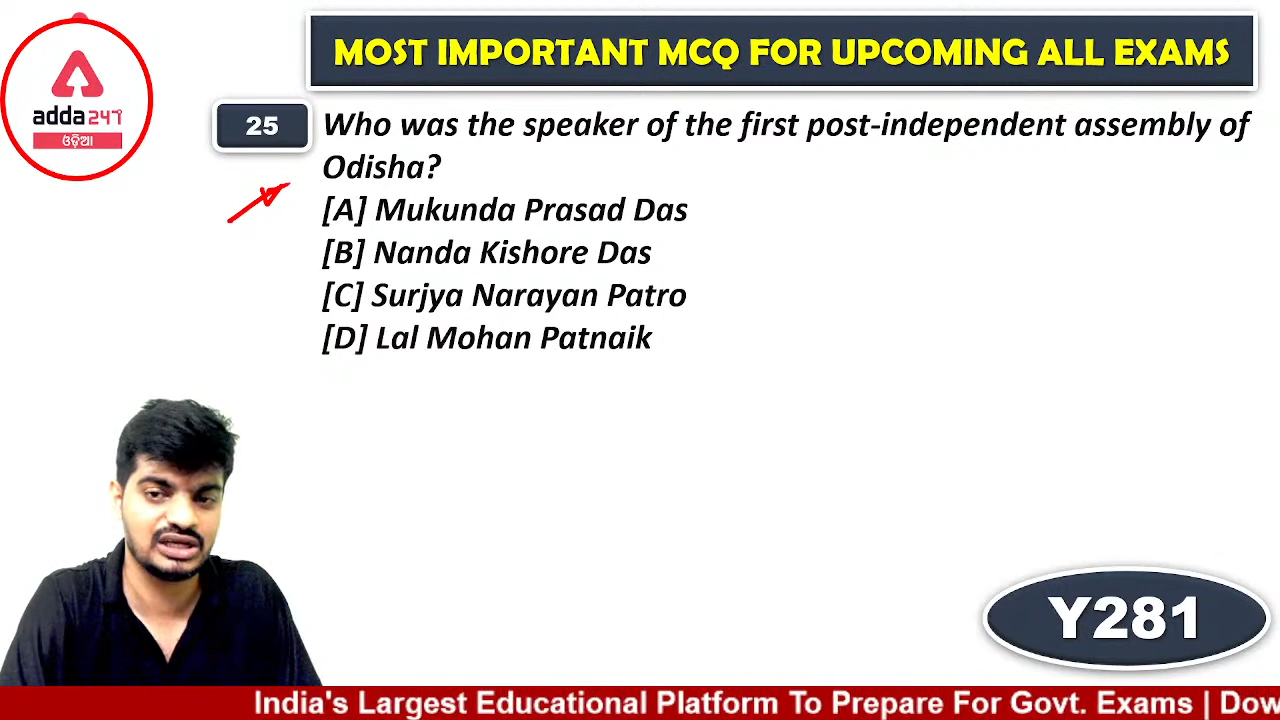 MOST IMPORTANT MCQ FOR UPCOMING ALL EXAMS
adda247
ଓଡ଼ିଆ
25
Who was the speaker of the first post-independent assembly of
Odisha?
[A] Mukunda Prasad Das
[B] Nanda Kishore Das
[C] Surjya Narayan Patro
[D] Lal Mohan Patnaik
Y281
India's Largest Educational Platform To Prepare For Govt. Exams | Dow